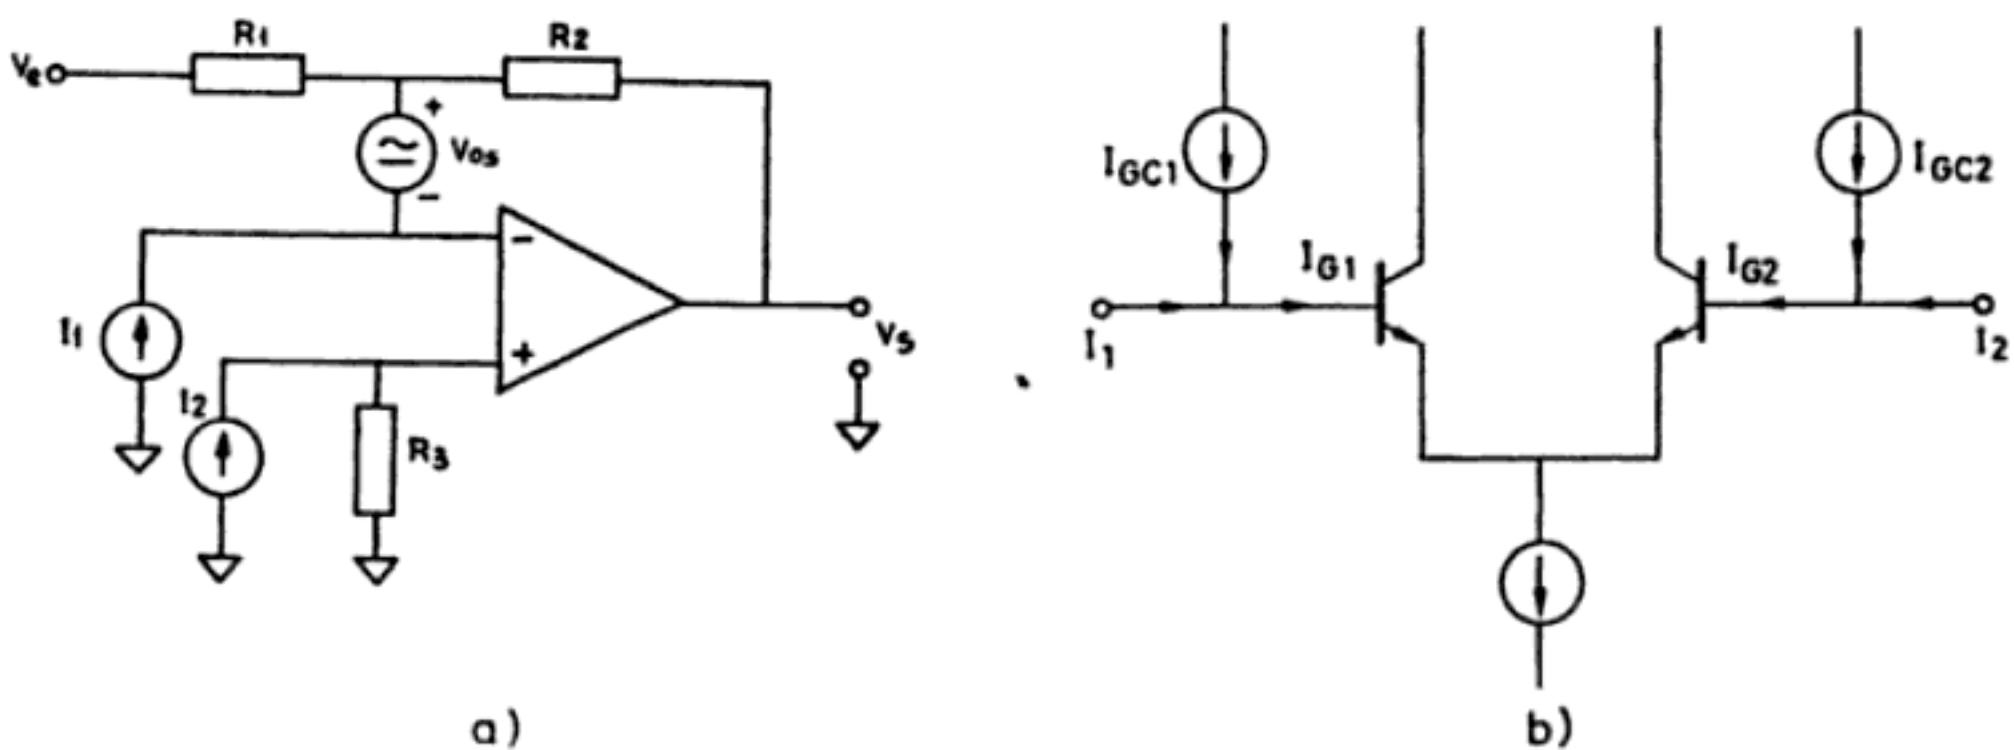 R1
R2
Ve
+
Vos
-
-
+
I1
I2
R3
Vs
a)
IGC1
IGC2
IG1
IG2
I1
I2
b)